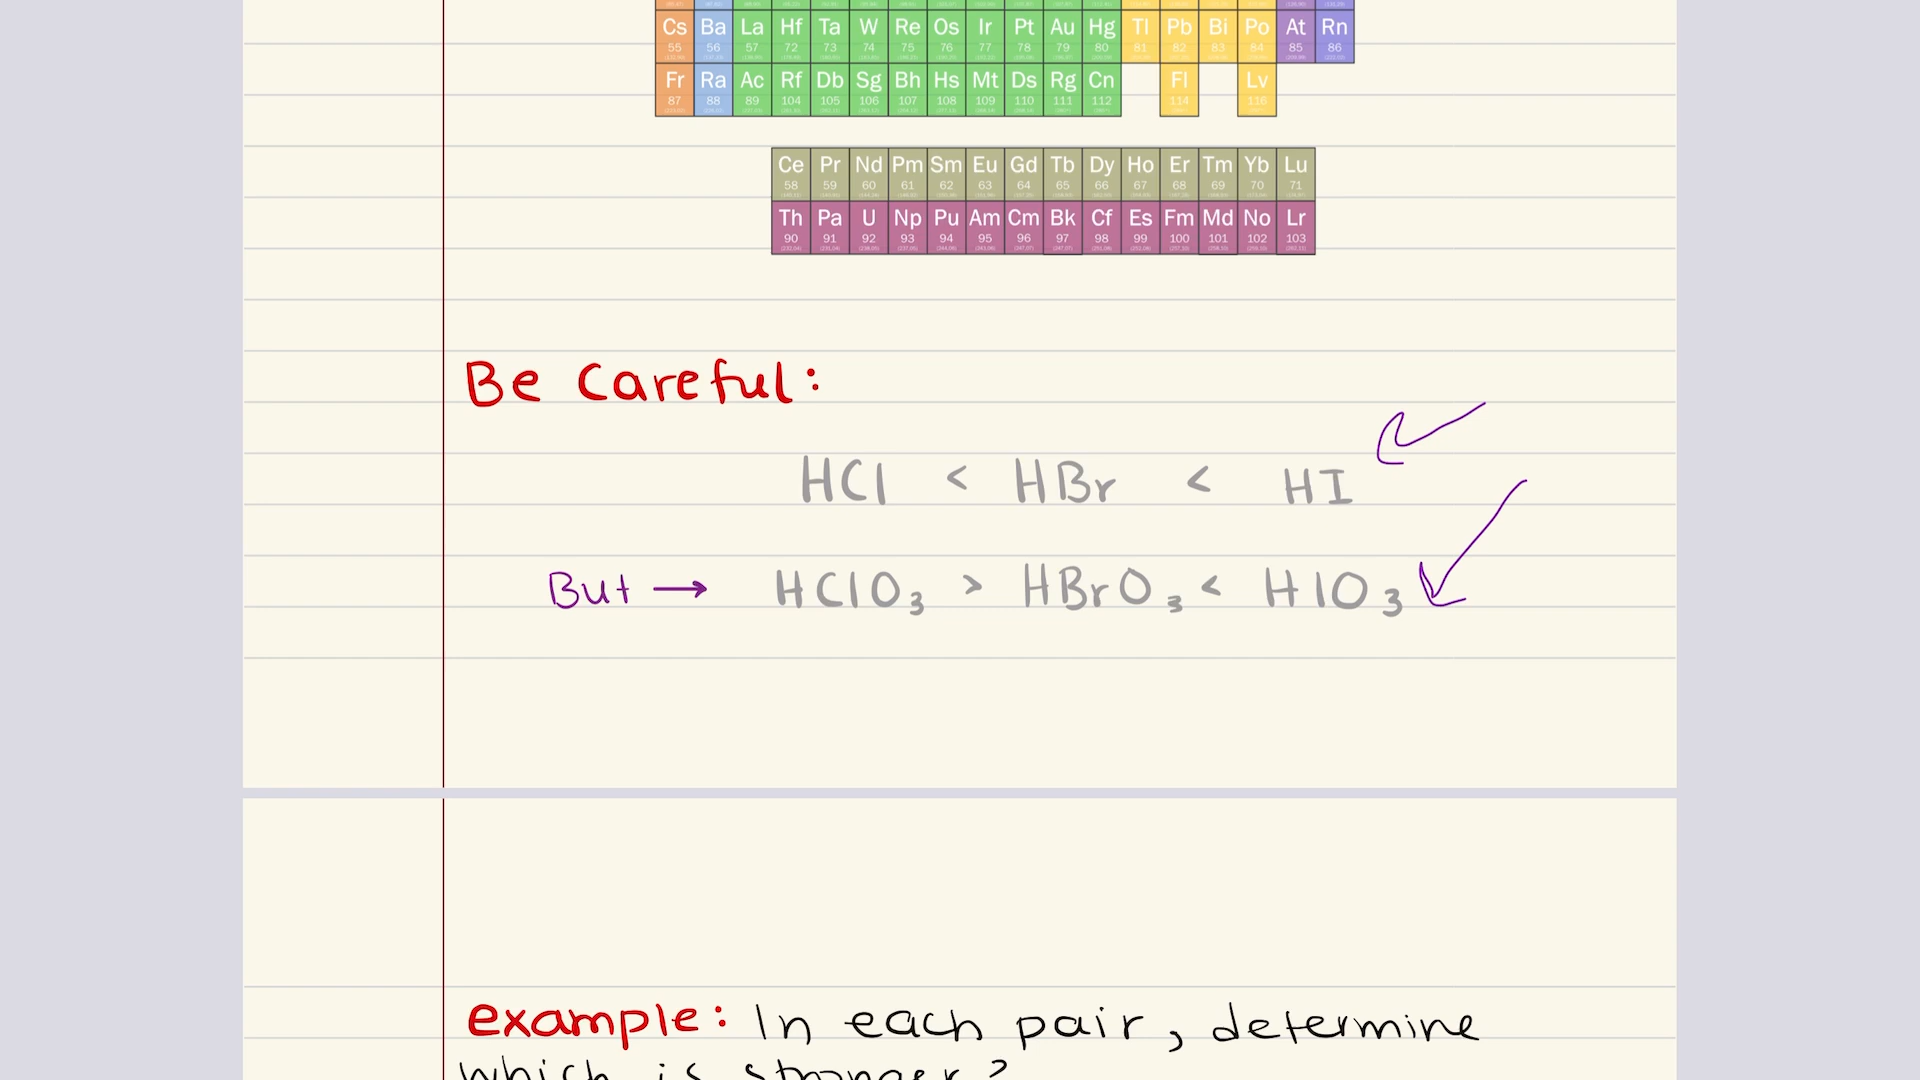 Cs Ba La Hf Ta W Re Os Ir Pt Au Hg Tl Pb Bi Po At Rn
55 56 57 72 73 74 75 76 77 78 79 80 81 82 83 84 85 86
Fr Ra Ac Rf Db Sg Bh Hs Mt Ds Rg Cn Fl Lv
87 88 89 104 105 106 107 108 109 110 111 112 114 116
Ce Pr Nd Pm Sm Eu Gd Tb Dy Ho Er Tm Yb Lu
58 59 60 61 62 63 64 65 66 67 68 69 70 71
Th Pa U Np Pu Am Cm Bk Cf Es Fm Md No Lr
90 91 92 93 94 95 96 97 98 99 100 101 102 103
Be Careful:
HCl < HBr < HI
But → HClO₃ > HBrO₃ < HIO₃
example: In each pair, determine
which is stronger?